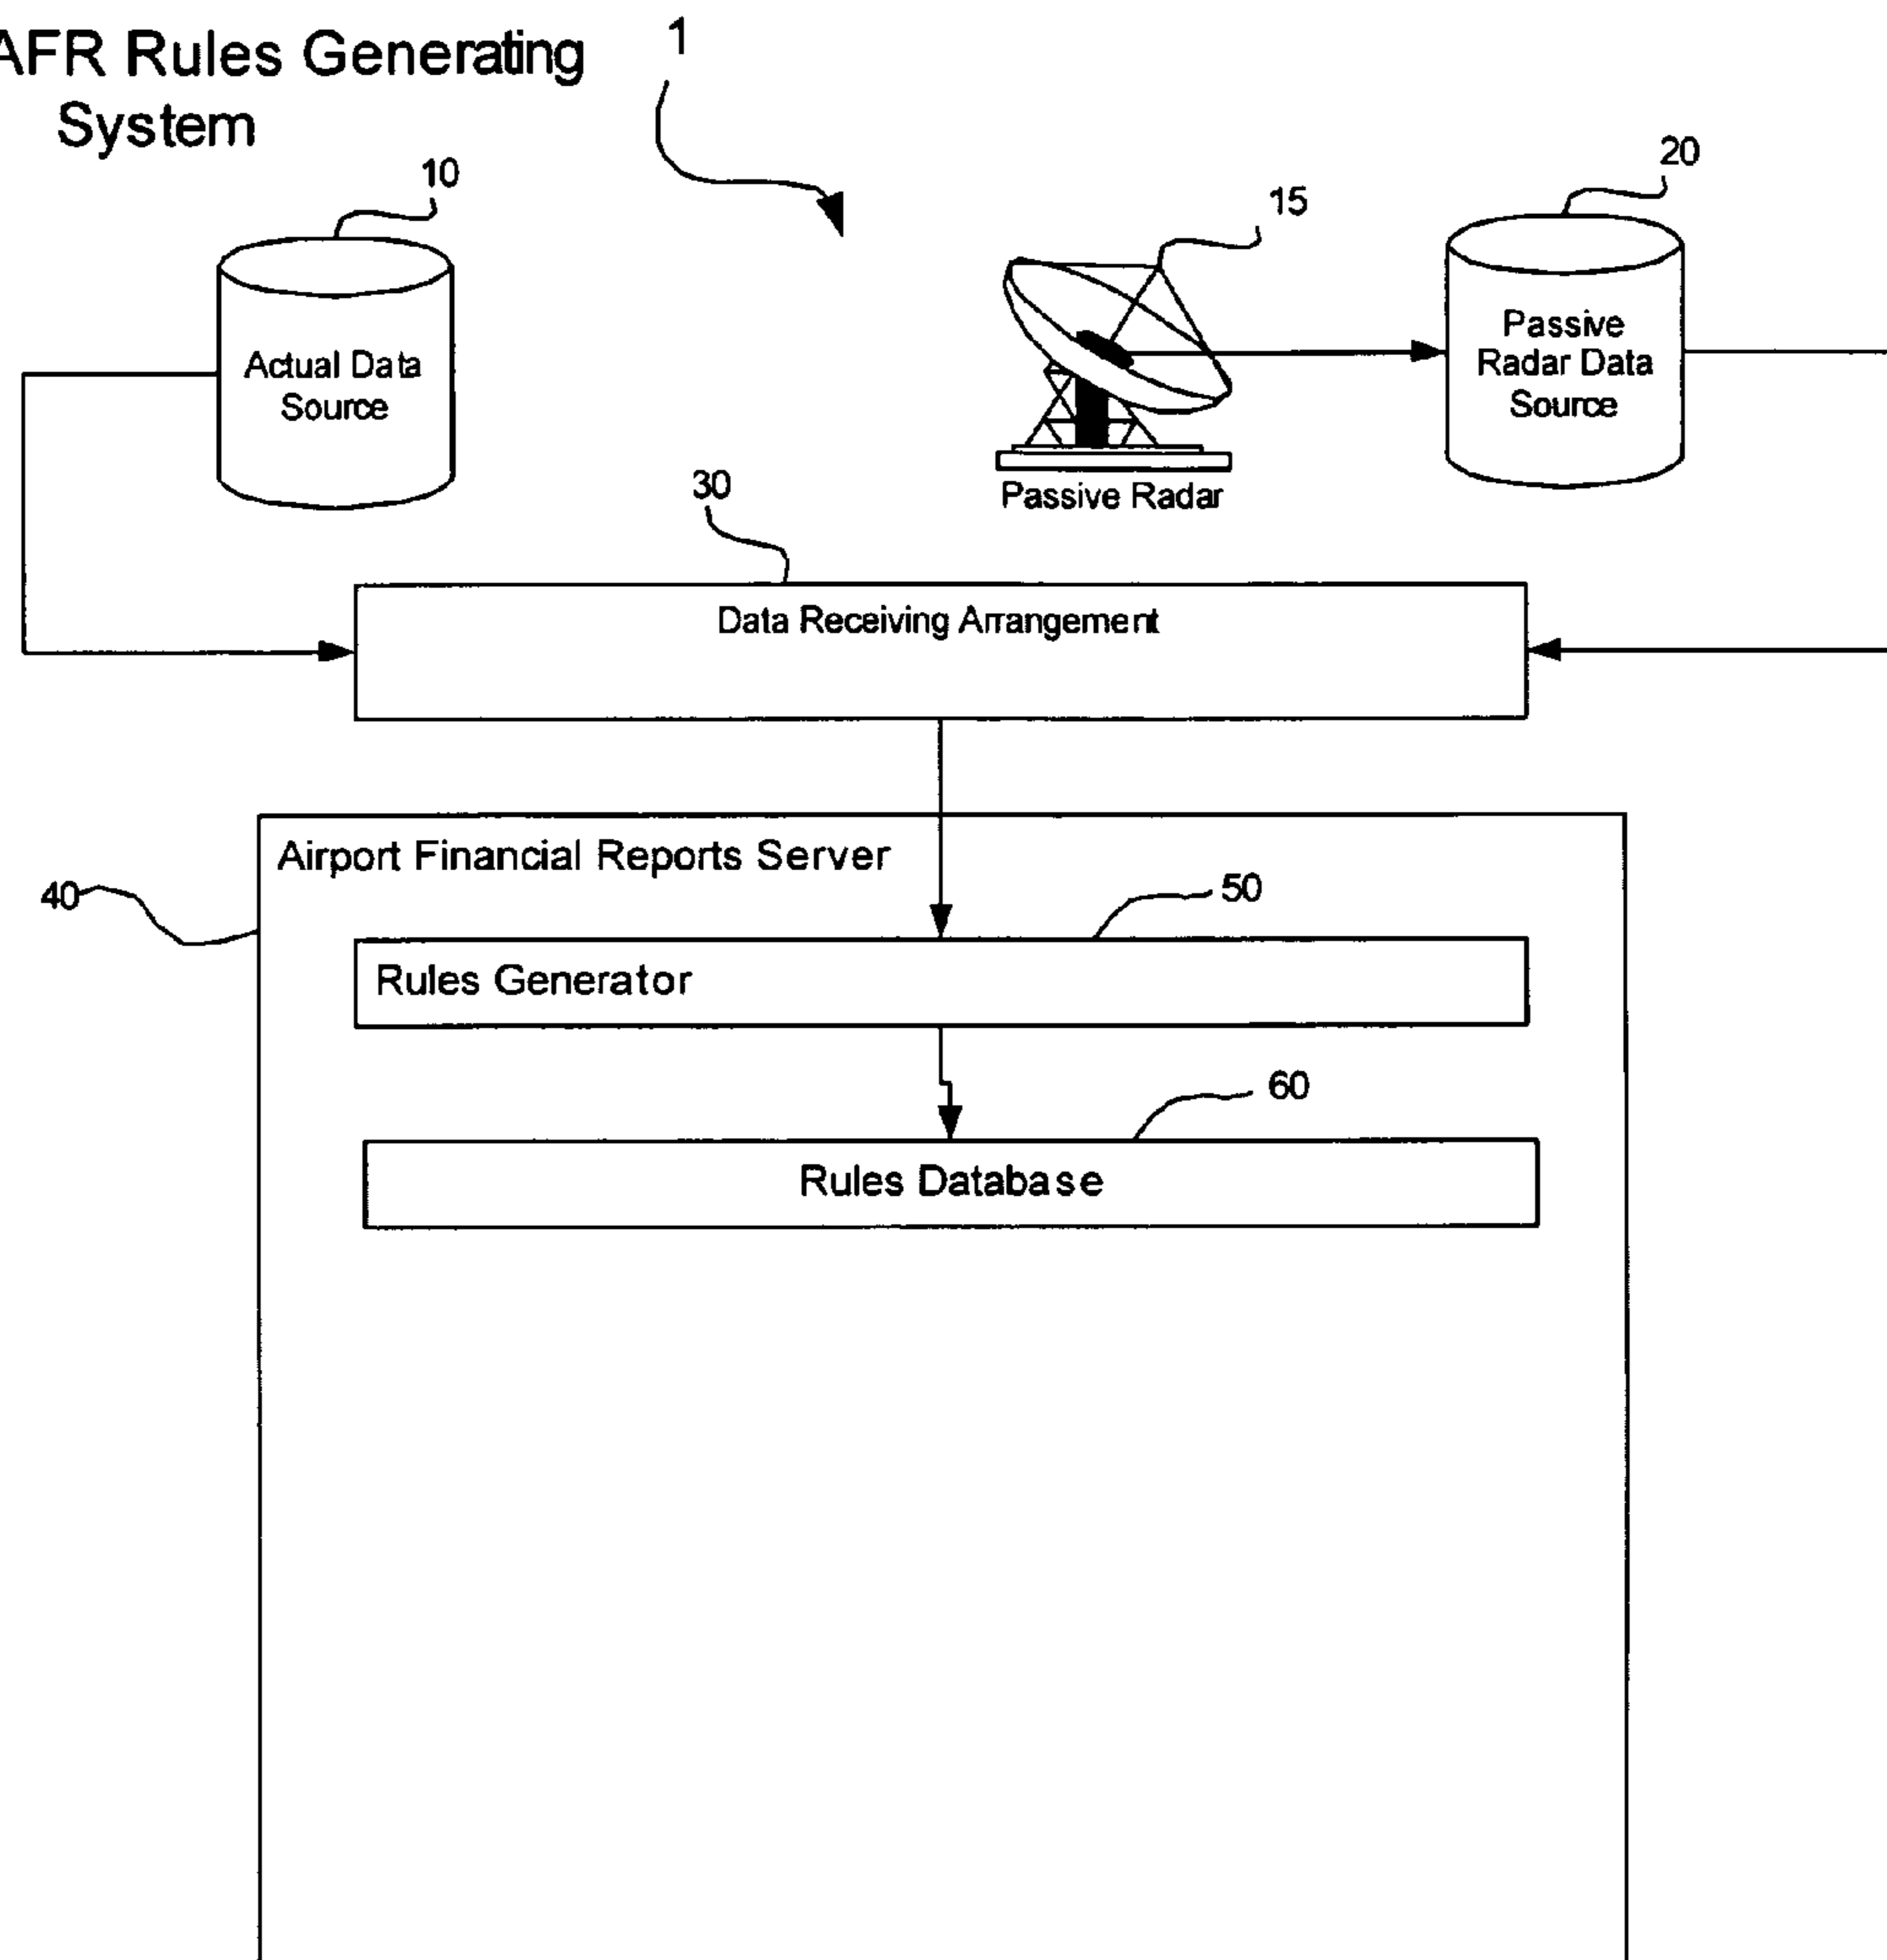 AFR Rules Generating
System
1
10
15
20
Actual Data
Source
Passive
Radar Data
Source
Passive Radar
30
Data Receiving Arrangement
Airport Financial Reports Server
40
50
Rules Generator
60
Rules Database